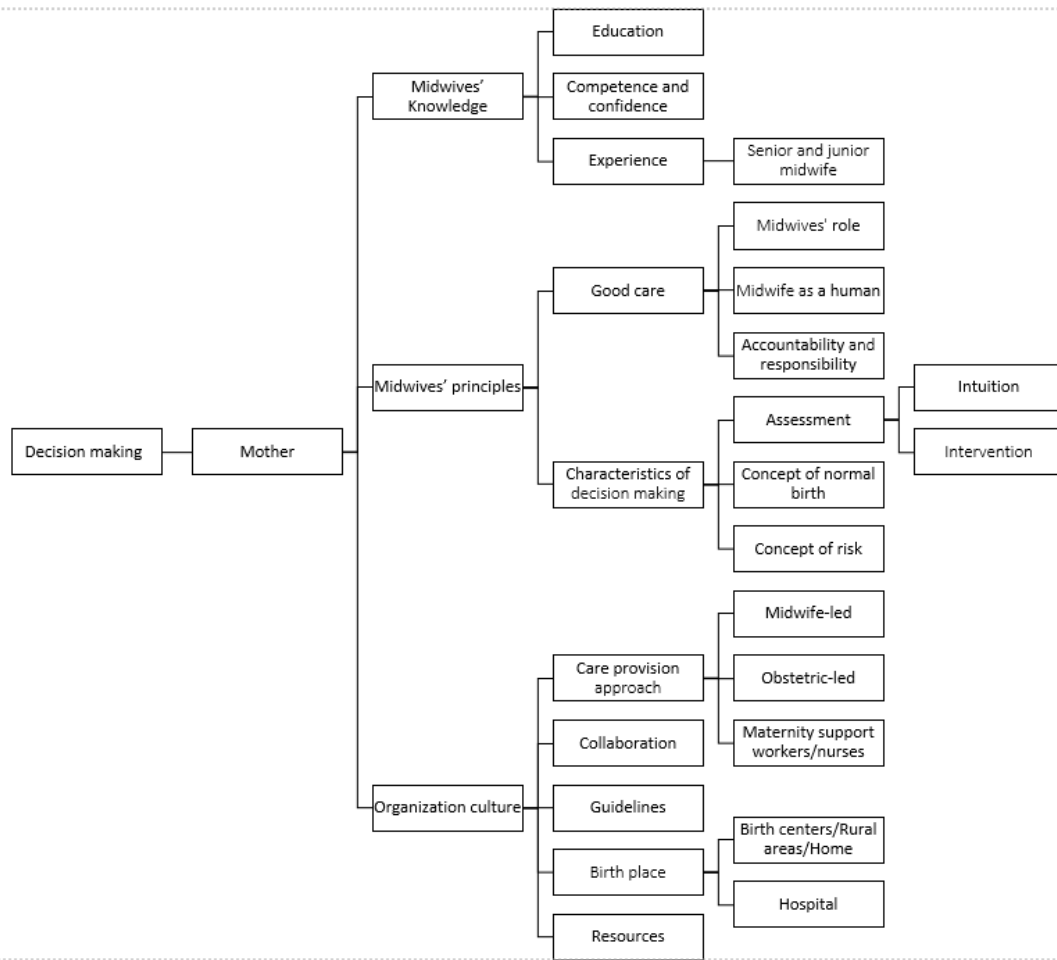 Education
Midwives’
Knowledge
Competence and
confidence
Experience
Senior and junior
midwife
Midwives' role
Good care
Midwife as a human
Accountability and
responsibility
Midwives’ principles
Intuition
Assessment
Decision making
Mother
Intervention
Characteristics of
decision making
Concept of normal
birth
Concept of risk
Midwife-led
Care provision
approach
Obstetric-led
Collaboration
Maternity support
workers/nurses
Organization culture
Guidelines
Birth centers/Rural
areas/Home
Birth place
Hospital
Resources